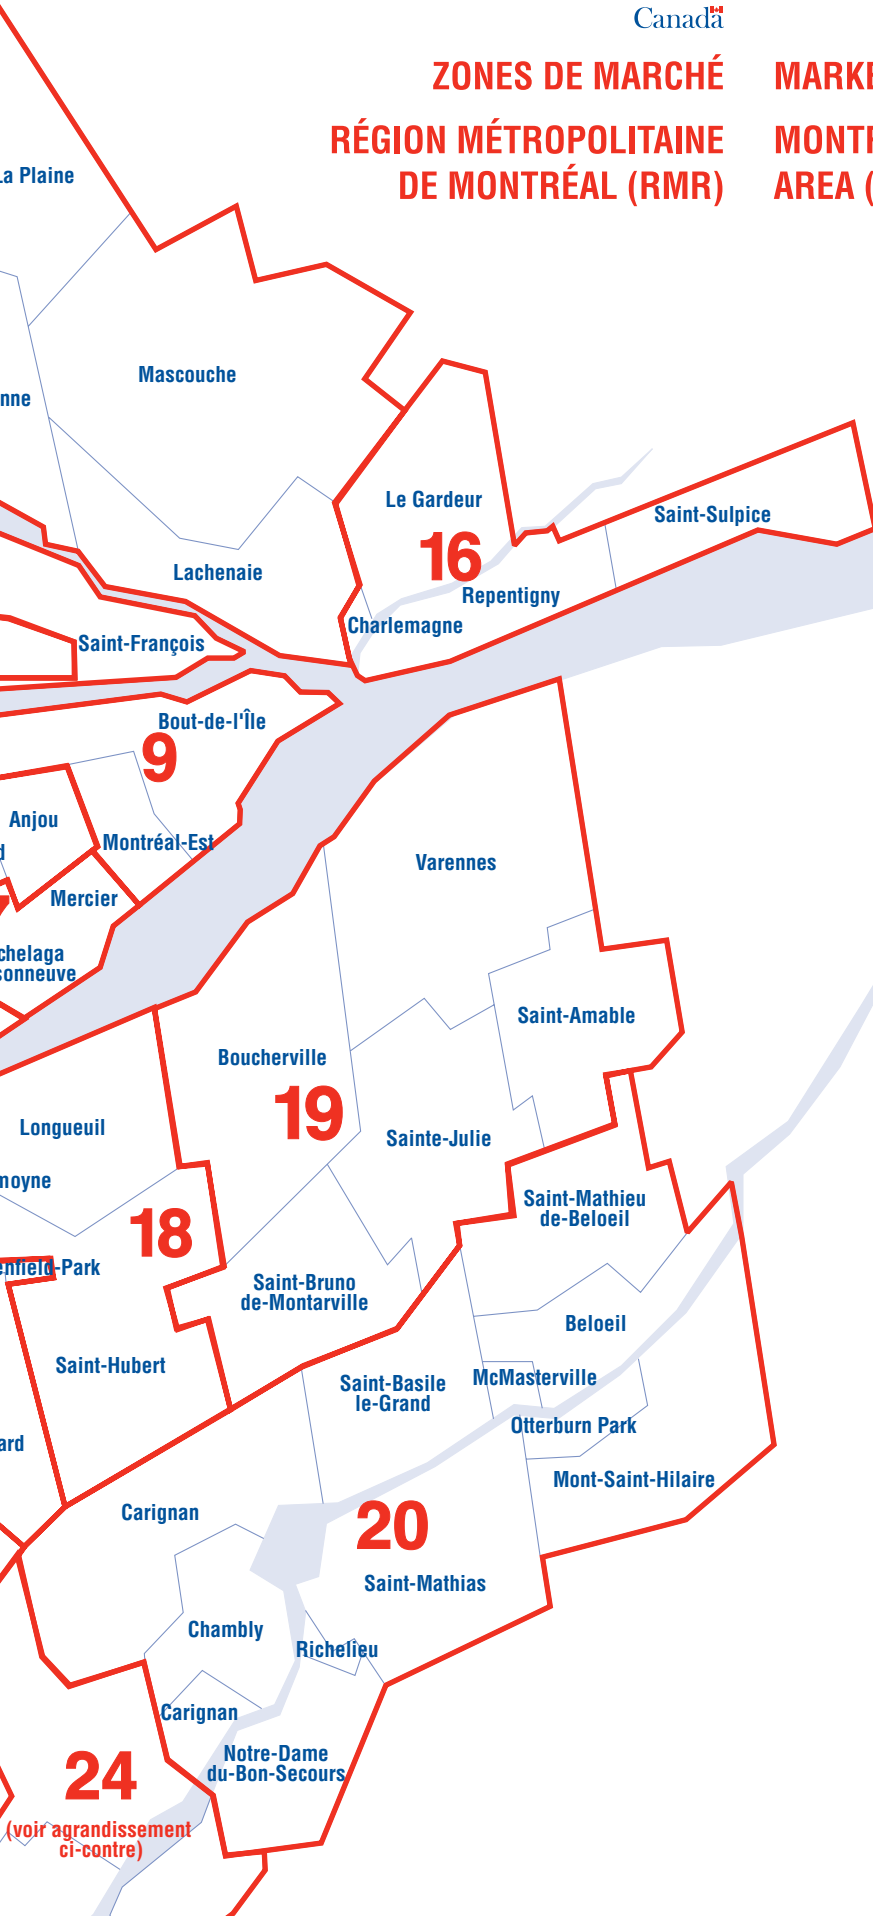 Canada
ZONES DE MARCHÉ
RÉGION MÉTROPOLITAINE
DE MONTRÉAL (RMR)
AREA (
La Plaine
Mascouche
Le Gardeur
16
Saint-Sulpice
Lachenaie
Repentigny
Charlemagne
Saint-François
Bout-de-l'Île
9
Anjou
Montréal-Est
Mercier
Varennes
Saint-Amable
Boucherville
19
Longueuil
Sainte-Julie
18
Saint-Mathieu
de-Beloeil
Saint-Bruno
de-Montarville
Beloeil
Saint-Hubert
Saint-Basile
le-Grand
McMasterville
Otterburn Park
Mont-Saint-Hilaire
Carignan
20
Saint-Mathias
Chambly
Richelieu
Carignan
Notre-Dame
du-Bon-Secours
24
(voir agrandissement
ci-contre)